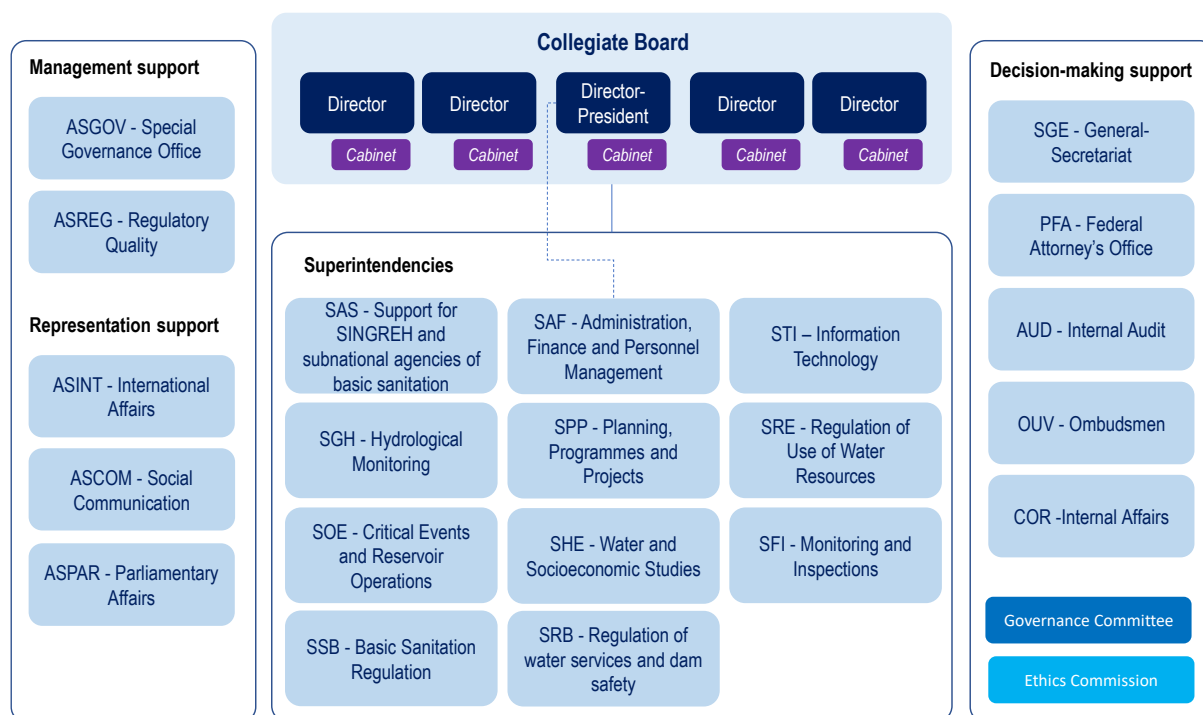 Management support
ASGOV - Special
Governance Office
ASREG - Regulatory
Quality
Representation support
ASINT - International
Affairs
ASCOM - Social
Communication
ASPAR - Parliamentary
Affairs
Collegiate Board
Director
Cabinet
Director
Cabinet
Director-
President
Cabinet
Director
Cabinet
Director
Cabinet
Superintendencies
SAS - Support for
SINGREH and
subnational agencies of
basic sanitation
SAF - Administration,
Finance and Personnel
Management
STI – Information
Technology
SGH - Hydrological
Monitoring
SPP - Planning,
Programmes and
Projects
SRE - Regulation of
Use of Water
Resources
SOE - Critical Events
and Reservoir
Operations
SHE - Water and
Socioeconomic Studies
SFI - Monitoring and
Inspections
SSB - Basic Sanitation
Regulation
SRB - Regulation of
water services and dam
safety
Decision-making support
SGE - General-
Secretariat
PFA - Federal
Attorney's Office
AUD - Internal Audit
OUV - Ombudsmen
COR -Internal Affairs
Governance Committee
Ethics Commission